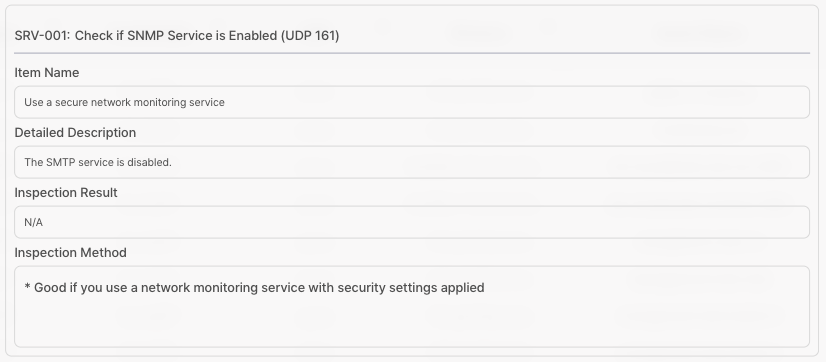 SRV-001: Check if SNMP Service is Enabled (UDP 161)
Item Name
Use a secure network monitoring service
Detailed Description
The SMTP service is disabled.
Inspection Result
N/A
Inspection Method
* Good if you use a network monitoring service with security settings applied